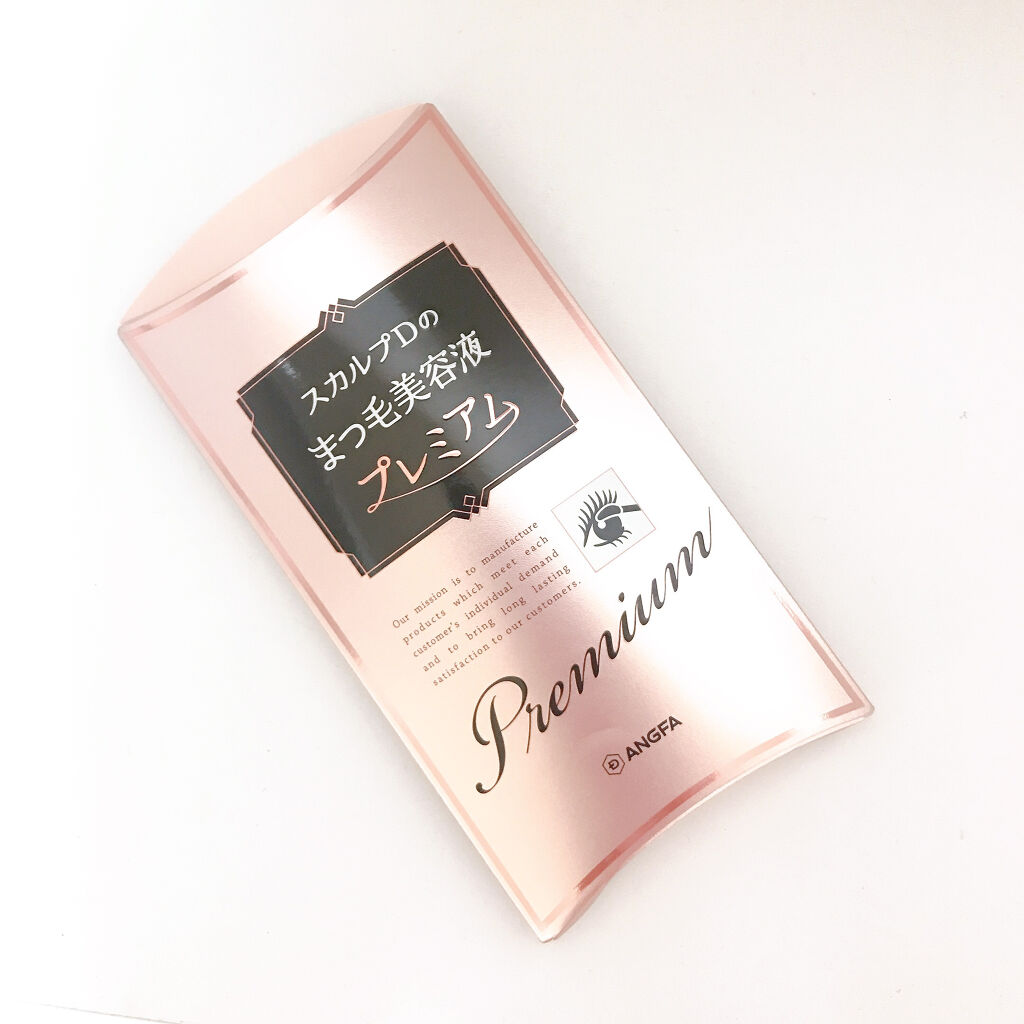 スカルプDの
まつ毛美容液
プレミアム
Our mission is to manufacture
products which meet each
customer's individual demand
and to bring long lasting
satisfaction to our customers.
Premium
ANGFA